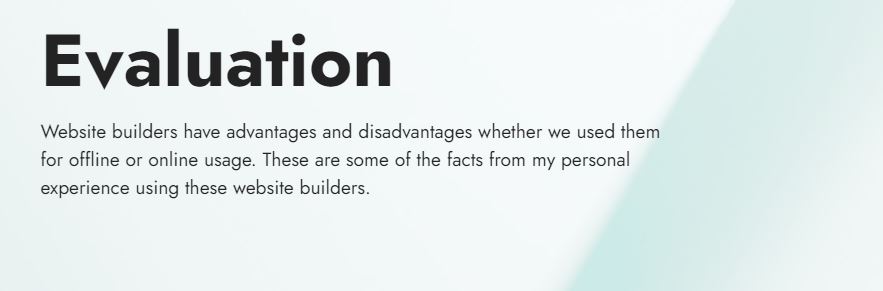 Evaluation
Website builders have advantages and disadvantages whether we used them
for offline or online usage. These are some of the facts from my personal
experience using these website builders.